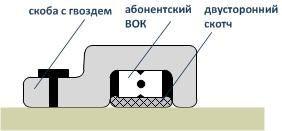 скоба с гвоздем
абонентский
ВОК
двусторонний
скотч